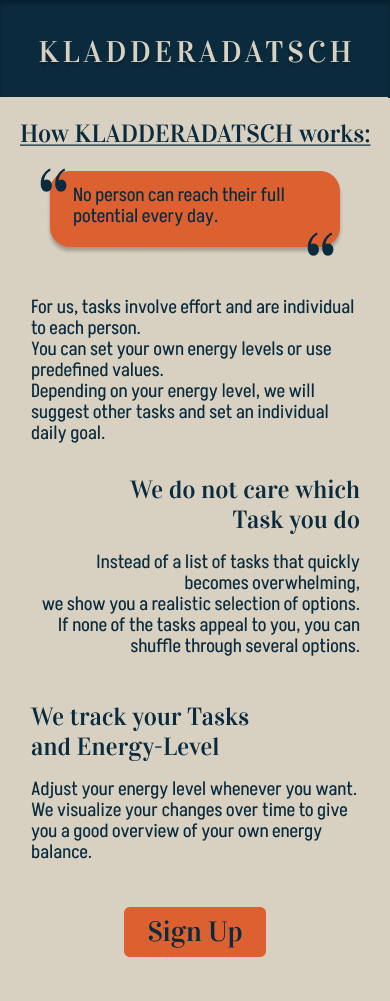 KLADDERADATSCH
How KLADDERADATSCH works:
“
No person can reach their full
potential every day.
“
For us, tasks involve effort and are individual
to each person.
You can set your own energy levels or use
predefined values.
Depending on your energy level, we will
suggest other tasks and set an individual
daily goal.
We do not care which
Task you do
Instead of a list of tasks that quickly
becomes overwhelming,
we show you a realistic selection of options.
If none of the tasks appeal to you, you can
shuffle through several options.
We track your Tasks
and Energy-Level
Adjust your energy level whenever you want.
We visualize your changes over time to give
you a good overview of your own energy
balance.
Sign Up